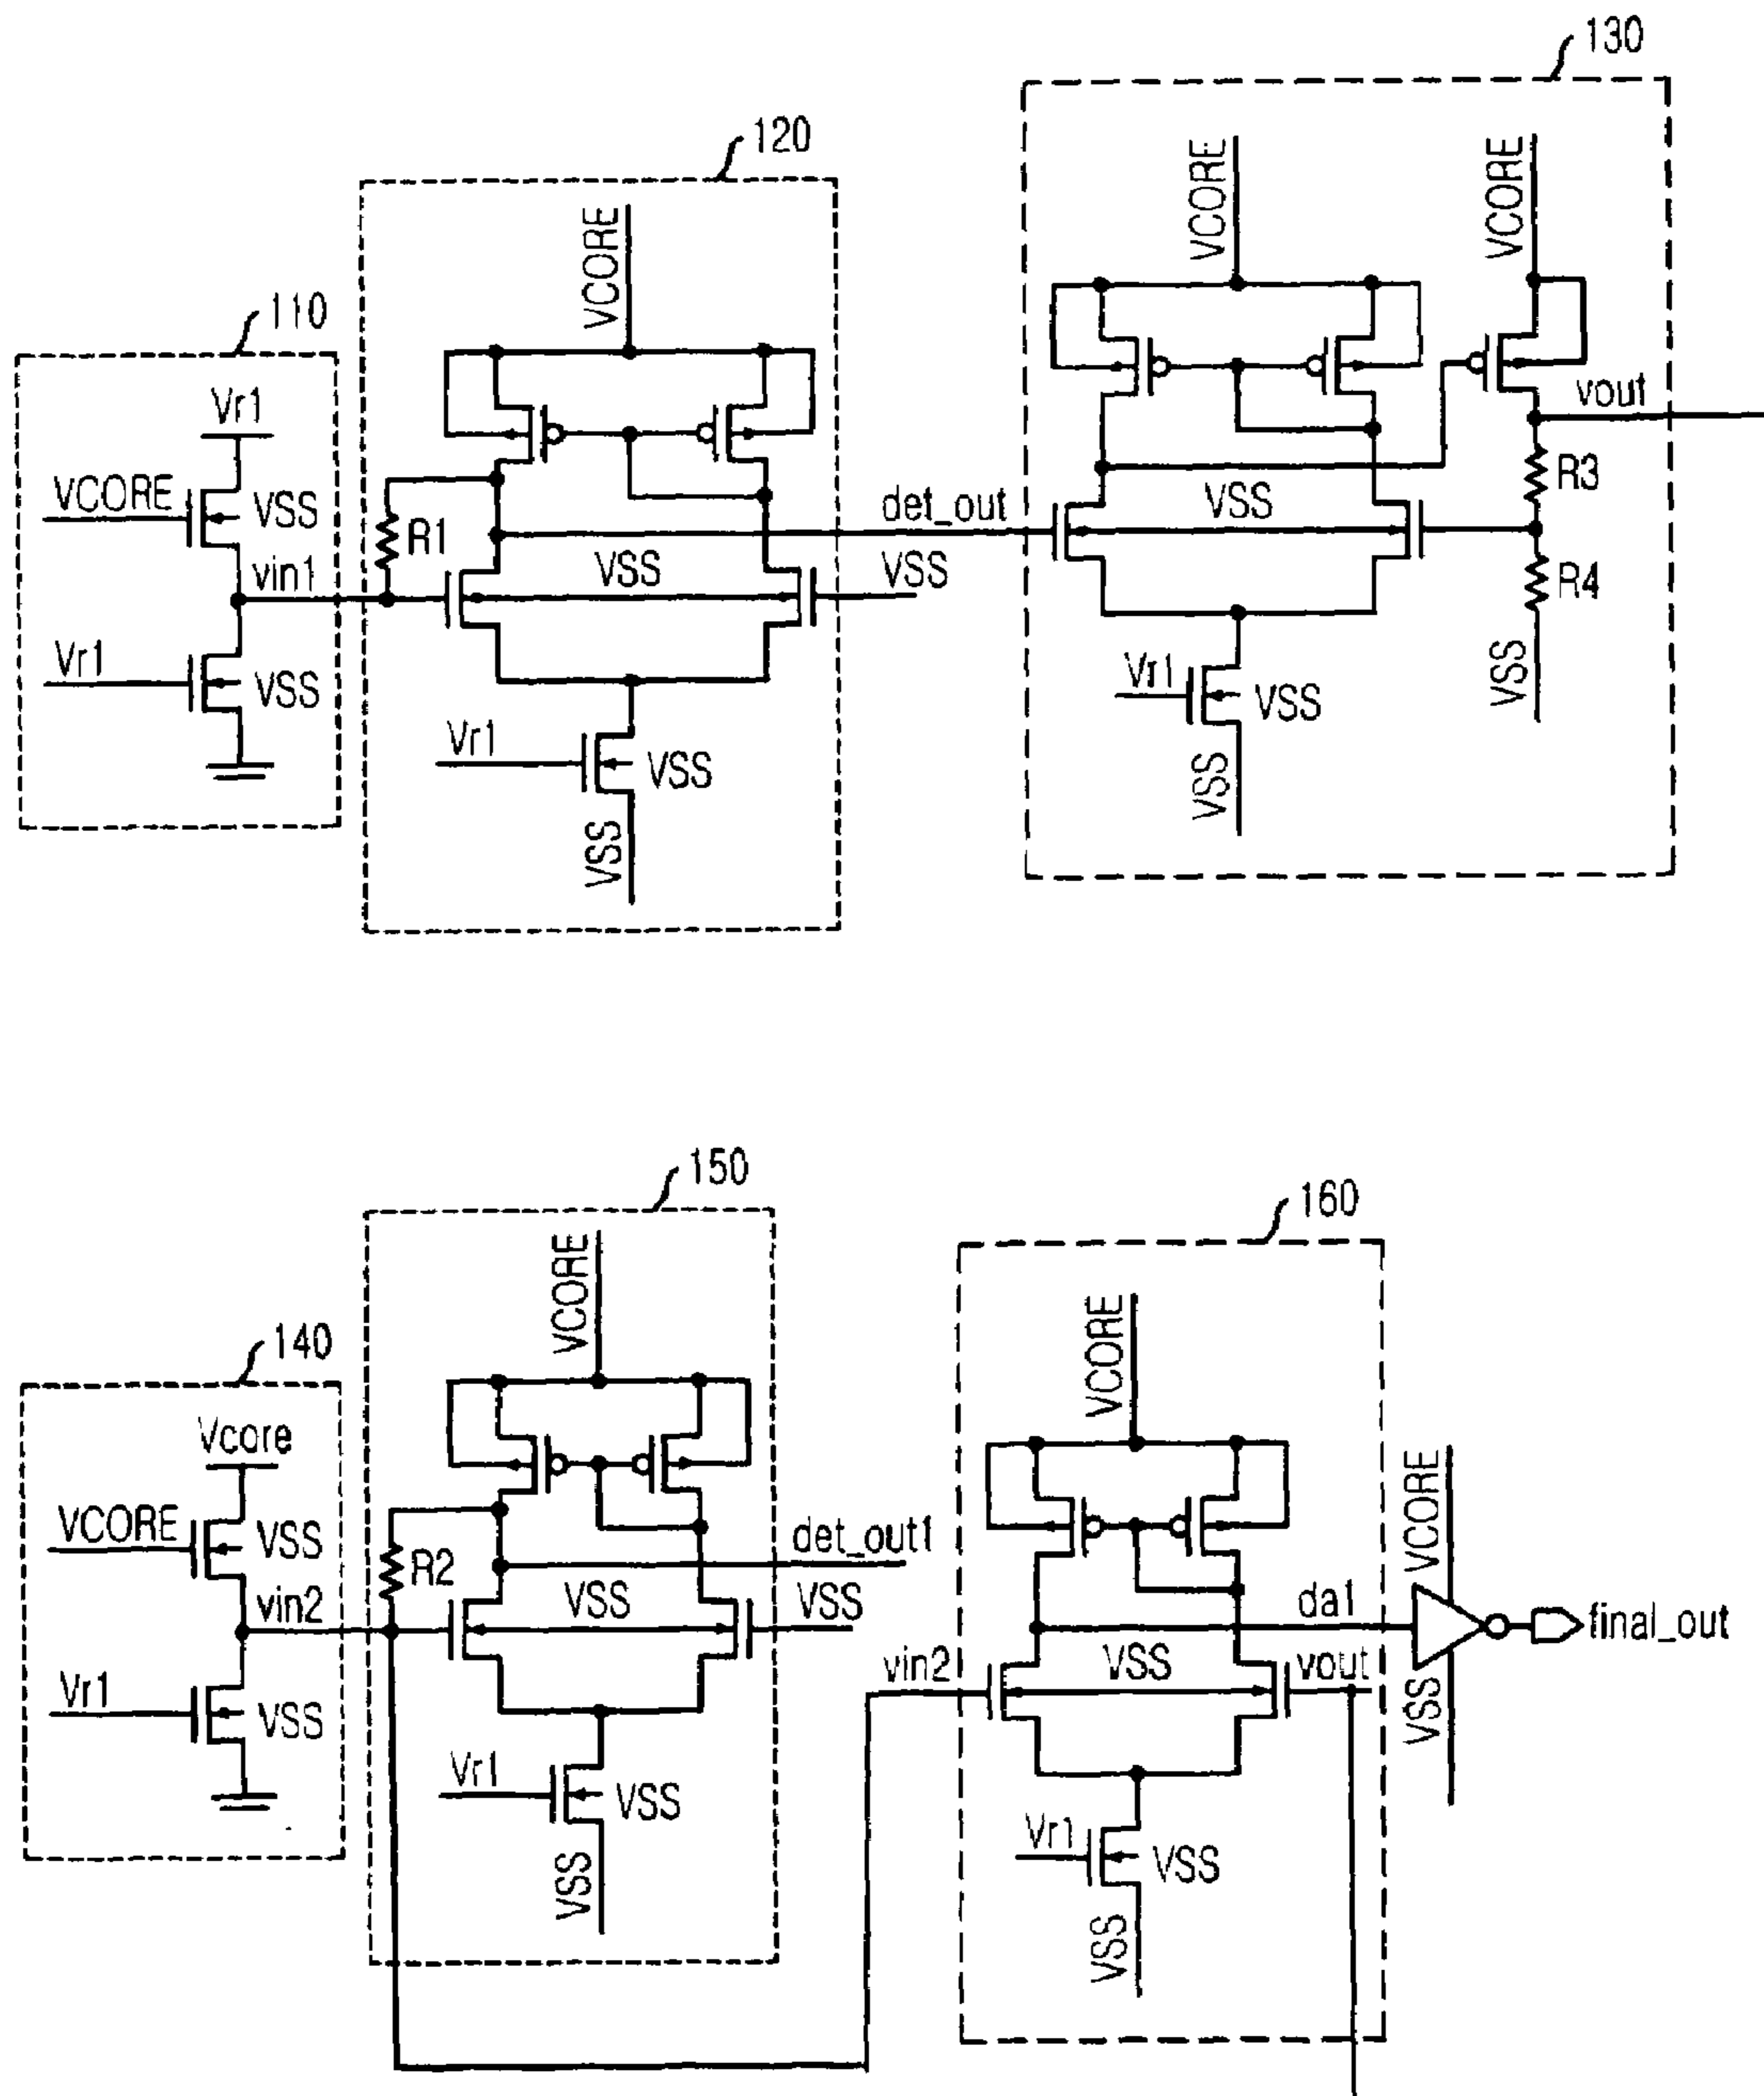 130
120
VCORE
VCORE
VCORE
110
Vr1
vout
VCORE
VSS
R3
R1
det_out
VSS
vin1
VSS
VSS
R4
Vr1
VSS
Vr1
VSS
VSS
Vr1
VSS
VSS
VSS
150
160
VCORE
140
VCORE
Vcore
VCORE
VCORE
VSS
R2
det_out1
vin2
VSS
VSS
da1
final_out
vin2
VSS
vout
VSS
Vr1
VSS
Vr1
VSS
Vr1
VSS
VSS
VSS